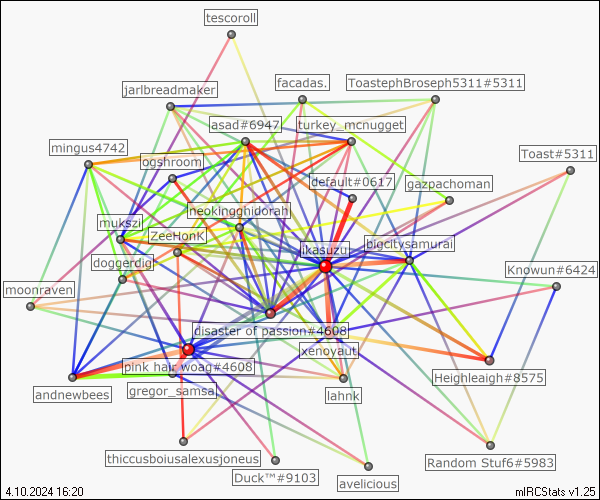 tescoroll
jarlbreadmaker
facadas.
ToastephBroseph5311#5311
asad#6947
turkey_mcnugget
mingus4742
ogshroom
Toast#5311
default#0617
gazpachoman
neokingghidorah
mukszi
ZeeHonK
ikasuzu
bigcitysamurai
doggerdig
Knowun#6424
moonraven
disaster of passion#4608
xenoyaut
pink hair woag#4608
Heighleaigh#8575
andnewbees
gregor_samsa
lahnk
thiccusboiusalexusjoneus
Random Stuf6#5983
Duck™#9103
avelicious
4.10.2024 16:20
mIRCStats v1.25